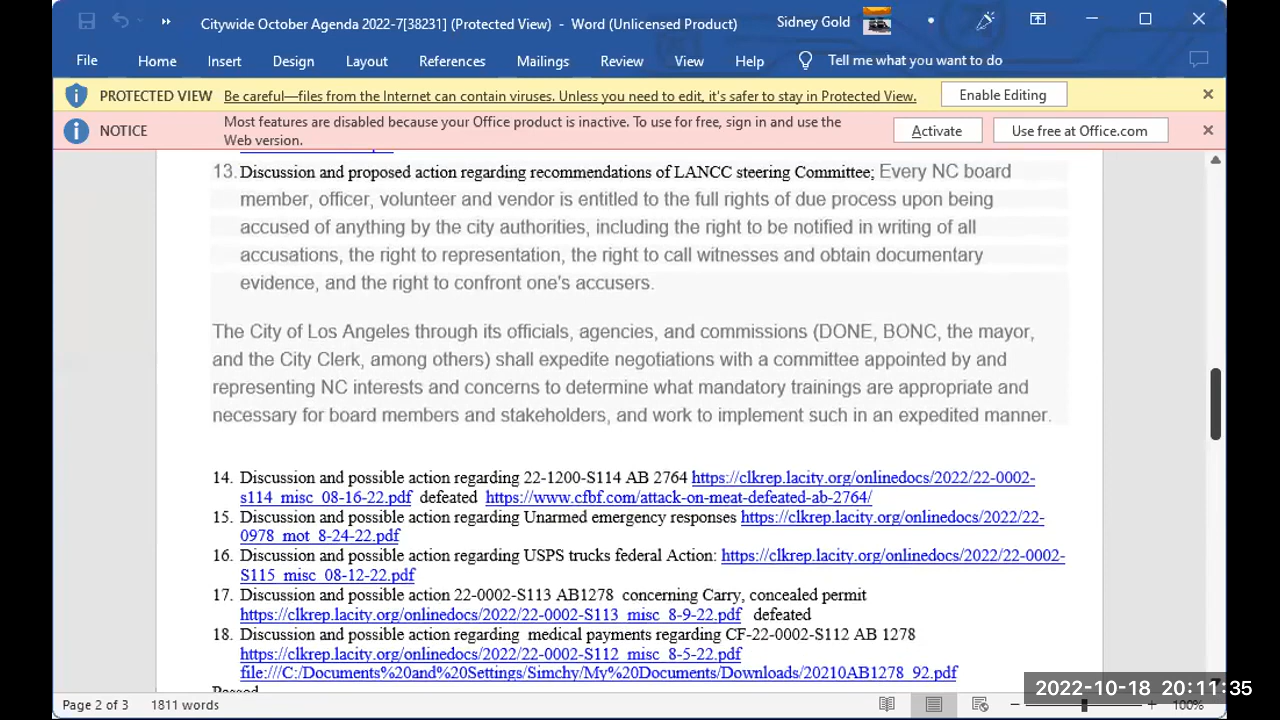 Citywide October Agenda 2022-7[38231] (Protected View) - Word (Unlicensed Product)
Sidney Gold
File Home Insert Design Layout References Mailings Review View Help Tell me what you want to do
PROTECTED VIEW Be careful—files from the Internet can contain viruses. Unless you need to edit, it's safer to stay in Protected View. Enable Editing
NOTICE Most features are disabled because your Office product is inactive. To use for free, sign in and use the
Web version. Activate Use free at Office.com
13. Discussion and proposed action regarding recommendations of LANCC steering Committee; Every NC board
member, officer, volunteer and vendor is entitled to the full rights of due process upon being
accused of anything by the city authorities, including the right to be notified in writing of all
accusations, the right to representation, the right to call witnesses and obtain documentary
evidence, and the right to confront one's accusers.
The City of Los Angeles through its officials, agencies, and commissions (DONE, BONC, the mayor,
and the City Clerk, among others) shall expedite negotiations with a committee appointed by and
representing NC interests and concerns to determine what mandatory trainings are appropriate and
necessary for board members and stakeholders, and work to implement such in an expedited manner.
14. Discussion and possible action regarding 22-1200-S114 AB 2764 https://clkrep.lacity.org/onlinedocs/2022/22-0002-
s114_misc_08-16-22.pdf defeated https://www.cfbf.com/attack-on-meat-defeated-ab-2764/
15. Discussion and possible action regarding Unarmed emergency responses https://clkrep.lacity.org/onlinedocs/2022/22-
0978_mot_8-24-22.pdf
16. Discussion and possible action regarding USPS trucks federal Action: https://clkrep.lacity.org/onlinedocs/2022/22-0002-
S115_misc_08-12-22.pdf
17. Discussion and possible action 22-0002-S113 AB1278 concerning Carry, concealed permit
https://clkrep.lacity.org/onlinedocs/2022/22-0002-S113_misc_8-9-22.pdf defeated
18. Discussion and possible action regarding medical payments regarding CF-22-0002-S112 AB 1278
https://clkrep.lacity.org/onlinedocs/2022/22-0002-S112_misc_8-5-22.pdf
file:///C:/Documents%20and%20Settings/Simchy/My%20Documents/Downloads/20210AB1278_92.pdf
Passed
2022-10-18 20:11:35
Page 2 of 3 1811 words 100%